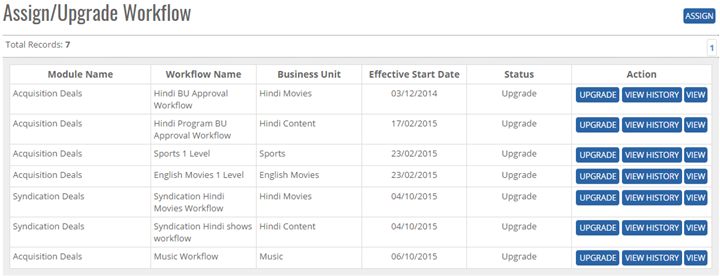 Assign/Upgrade Workflow
ASSIGN
Total Records: 7
1
Module Name Workflow Name Business Unit Effective Start Date Status Action
Acquisition Deals Hindi BU Approval Hindi Movies 03/12/2014 Upgrade UPGRADE VIEW HISTORY VIEW
Workflow
Acquisition Deals Hindi Program BU Hindi Content 17/02/2015 Upgrade UPGRADE VIEW HISTORY VIEW
Approval Workflow
Acquisition Deals Sports 1 Level Sports 23/02/2015 Upgrade UPGRADE VIEW HISTORY VIEW
Acquisition Deals English Movies 1 Level English Movies 23/02/2015 Upgrade UPGRADE VIEW HISTORY VIEW
Syndication Deals Syndication Hindi Hindi Movies 04/10/2015 Upgrade UPGRADE VIEW HISTORY VIEW
Movies Workflow
Syndication Deals Syndication Hindi shows Hindi Content 04/10/2015 Upgrade UPGRADE VIEW HISTORY VIEW
workflow
Acquisition Deals Music Workflow Music 06/10/2015 Upgrade UPGRADE VIEW HISTORY VIEW